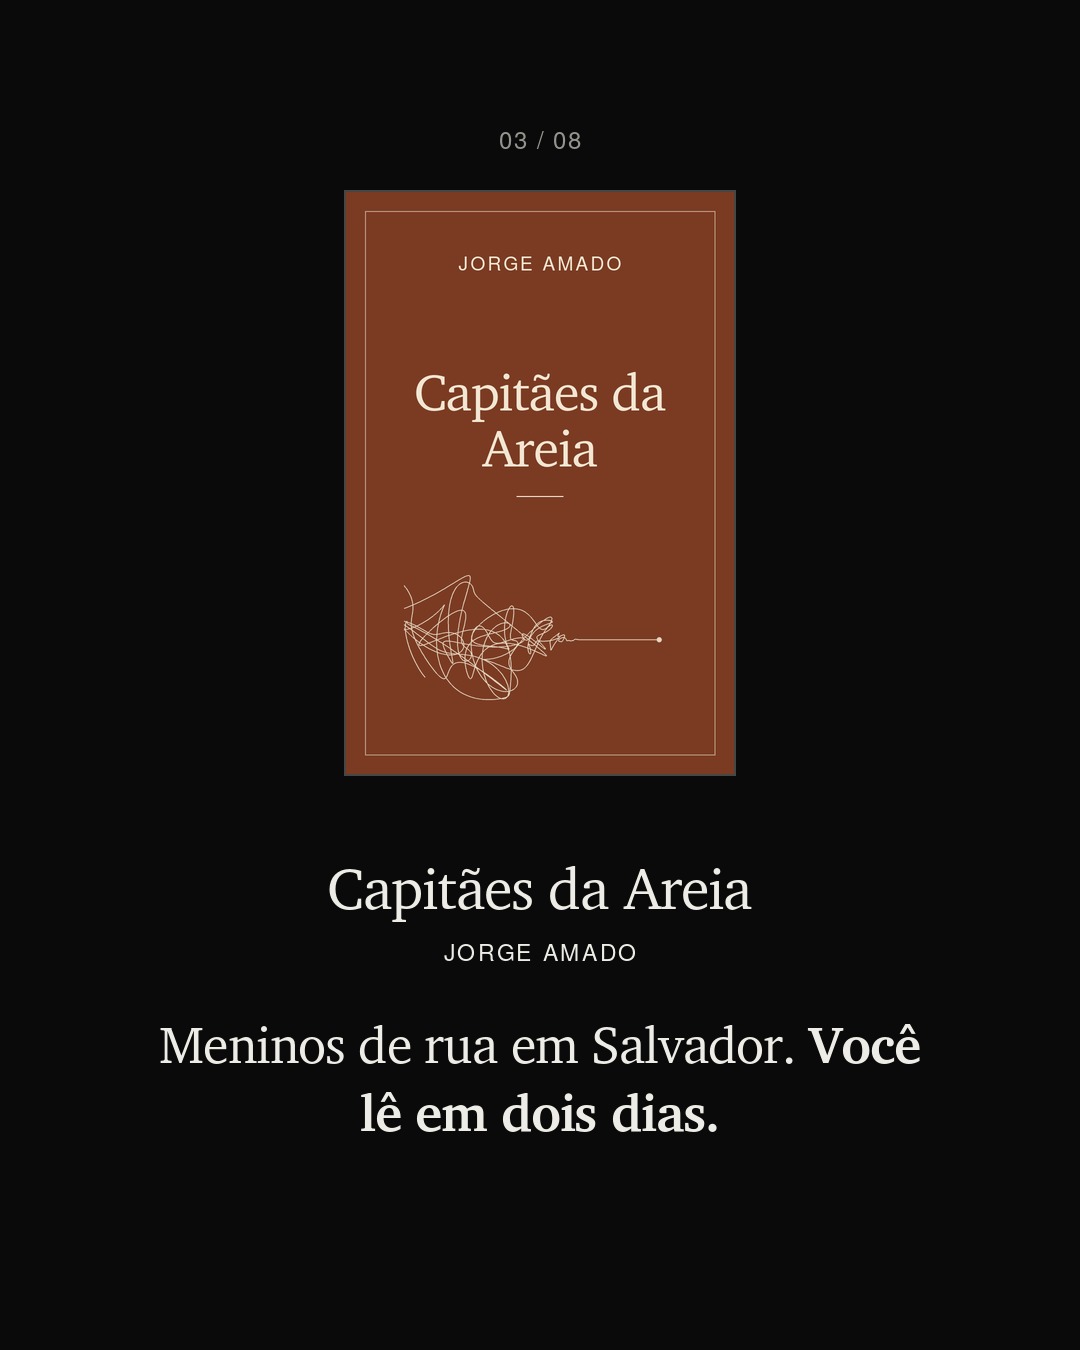 03 / 08
JORGE AMADO
Capitães da
Areia
Capitães da Areia
JORGE AMADO
Meninos de rua em Salvador. Você
lê em dois dias.